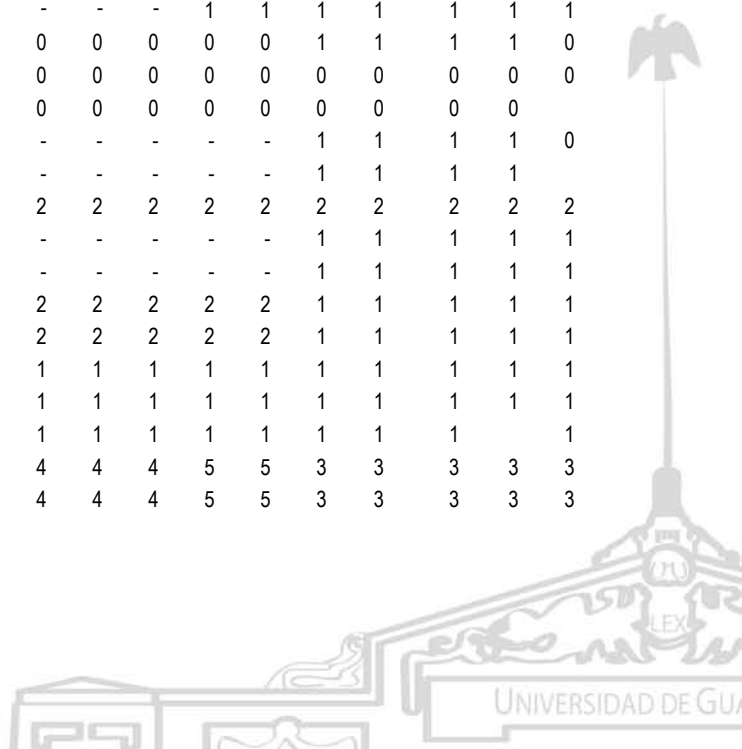 - - - 1 1 1 1 1 1 1
0 0 0 0 0 1 1 1 1 0
0 0 0 0 0 0 0 0 0 0
0 0 0 0 0 0 0 0 0
- - - - - 1 1 1 1 0
- - - - - 1 1 1 1
2 2 2 2 2 2 2 2 2 2
- - - - - 1 1 1 1 1
- - - - - 1 1 1 1 1
2 2 2 2 2 1 1 1 1 1
2 2 2 2 2 1 1 1 1 1
1 1 1 1 1 1 1 1 1 1
1 1 1 1 1 1 1 1 1 1
1 1 1 1 1 1 1 1 1
4 4 4 5 5 3 3 3 3 3
4 4 4 5 5 3 3 3 3 3
LEX
UNIVERSIDAD DE GUA